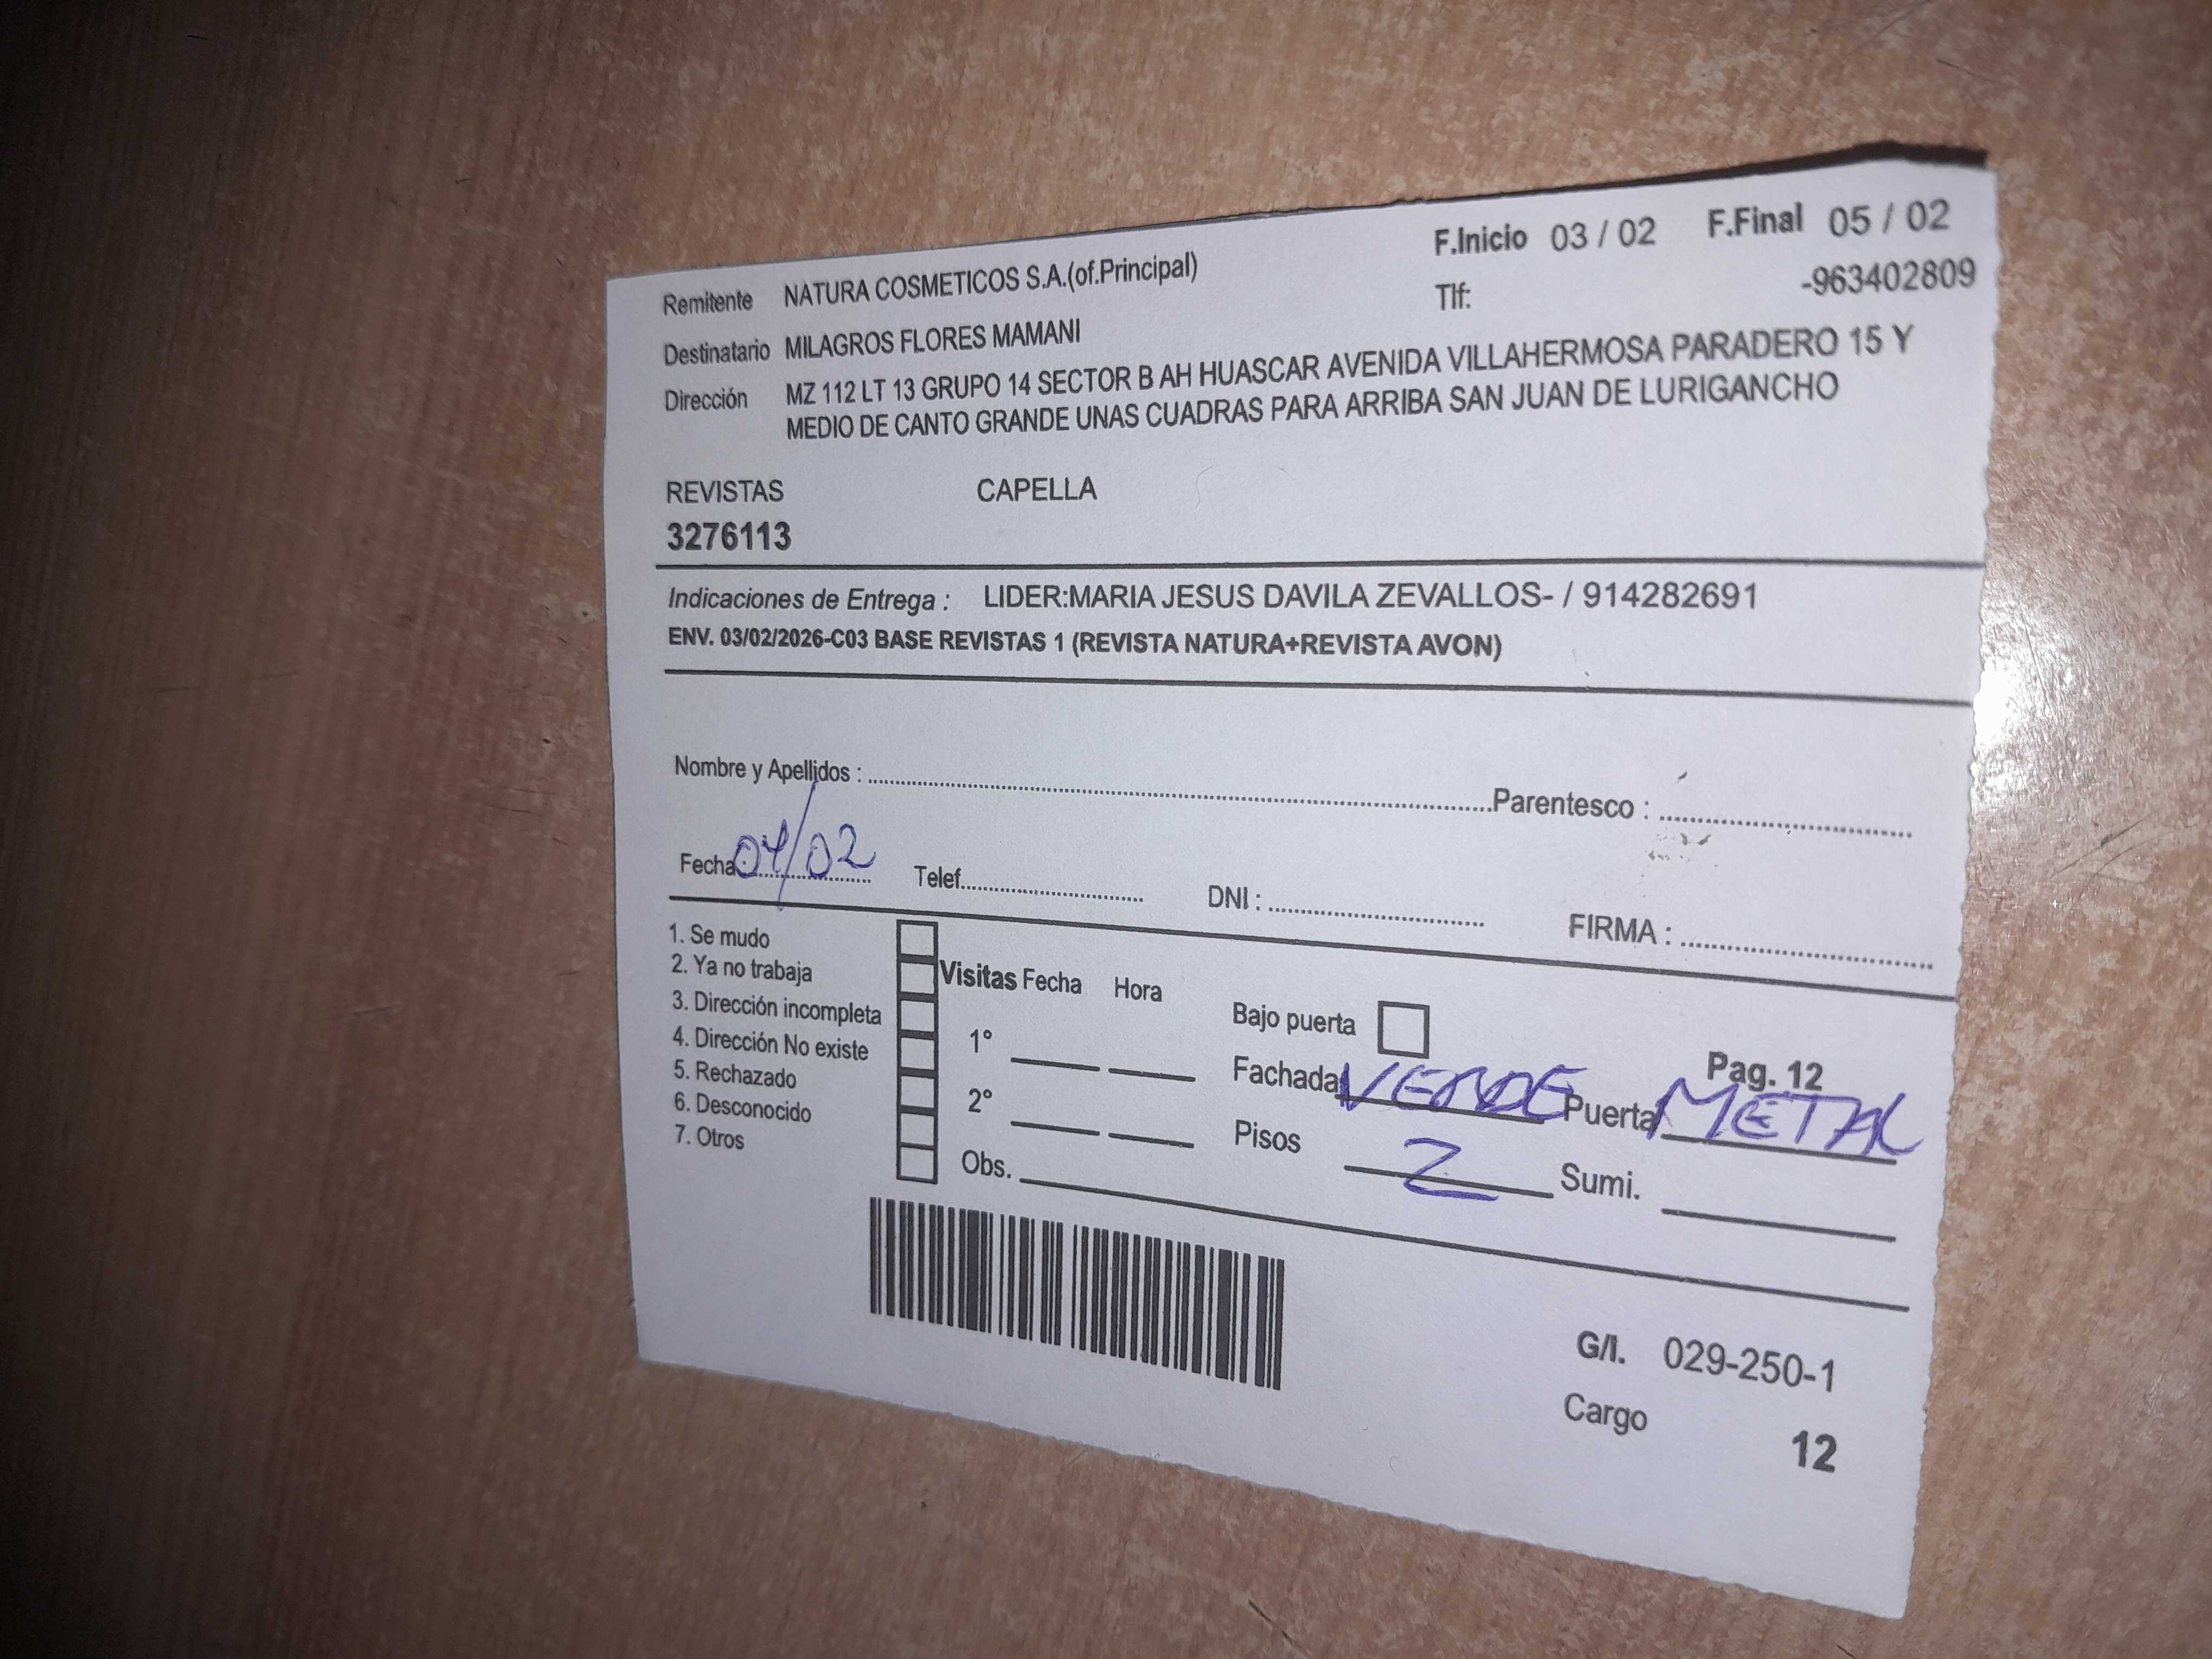 F.Inicio 03 / 02 F.Final 05 / 02
Remitente NATURA COSMETICOS S.A.(of.Principal)
Tlf: -963402809
Destinatario MILAGROS FLORES MAMANI
Dirección MZ 112 LT 13 GRUPO 14 SECTOR B AH HUASCAR AVENIDA VILLAHERMOSA PARADERO 15 Y
MEDIO DE CANTO GRANDE UNAS CUADRAS PARA ARRIBA SAN JUAN DE LURIGANCHO
REVISTAS CAPELLA
3276113
Indicaciones de Entrega : LIDER:MARIA JESUS DAVILA ZEVALLOS- / 914282691
ENV. 03/02/2026-C03 BASE REVISTAS 1 (REVISTA NATURA+REVISTA AVON)
Nombre y Apellidos : Parentesco :
Fecha: 04/02 Telef. DNI : FIRMA :
1. Se mudo
2. Ya no trabaja
3. Dirección incompleta
4. Dirección No existe
5. Rechazado
6. Desconocido
7. Otros
Visitas Fecha Hora
1°
2°
Obs.
Bajo puerta
Pag. 12
Fachada VERDE Puerta METAL
Pisos 2 Sumi.
G/I. 029-250-1
Cargo 12